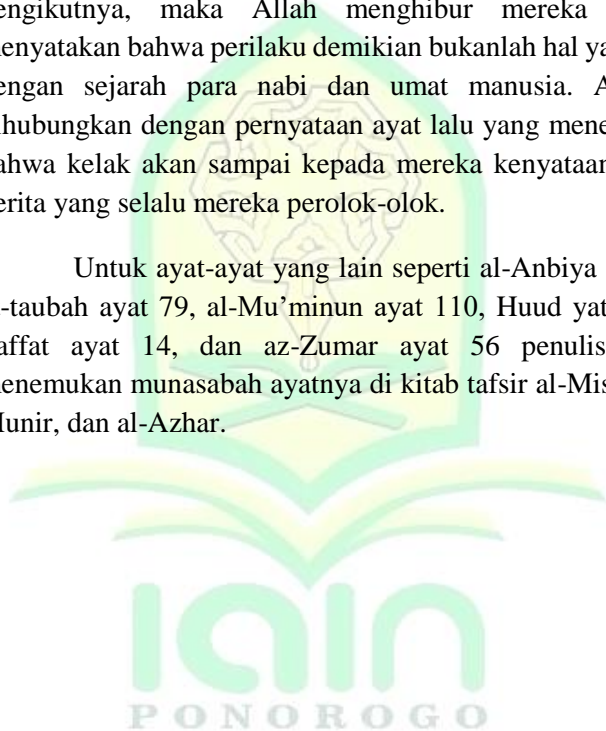 engikutnya, maka Allah menghibur mereka
enyatakan bahwa perilaku demikian bukanlah hal ya
engan sejarah para nabi dan umat manusia. A
hubungkan dengan pernyataan ayat lalu yang mene
ahwa kelak akan sampai kepada mereka kenyataan
erita yang selalu mereka perolok-olok.
Untuk ayat-ayat yang lain seperti al-Anbiya
-taubah ayat 79, al-Mu’minun ayat 110, Huud yat
affat ayat 14, dan az-Zumar ayat 56 penulis
enemukan munasabah ayatnya di kitab tafsir al-Mis
unir, dan al-Azhar.
iain
PONOROGO